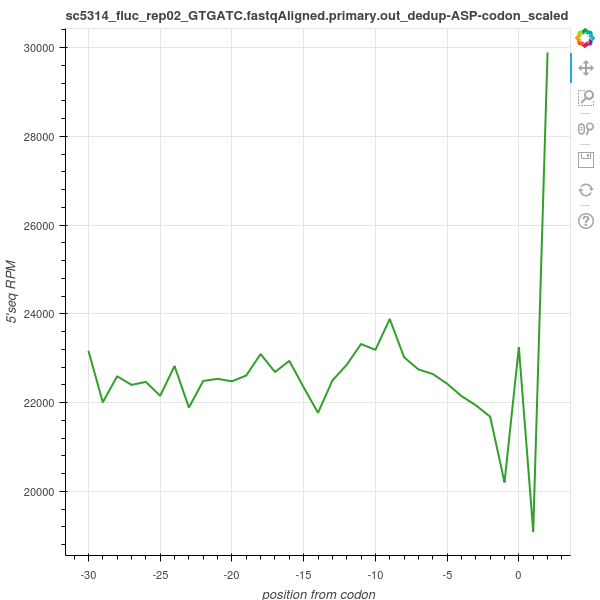 sc5314_fluc_rep02_GTGATC.fastqAligned.primary.out_dedup-ASP-codon_scaled
30000
28000
26000
24000
22000
20000
5'seq RPM
-30 -25 -20 -15 -10 -5 0
position from codon